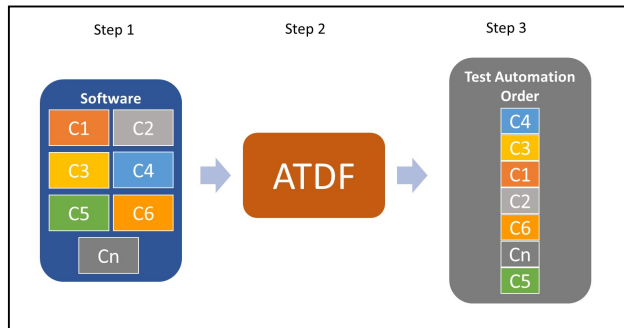 Step 1
Step 2
Step 3
Software
C1
C2
C3
C4
C5
C6
Cn
ATDF
Test Automation
Order
C4
C3
C1
C2
C6
Cn
C5